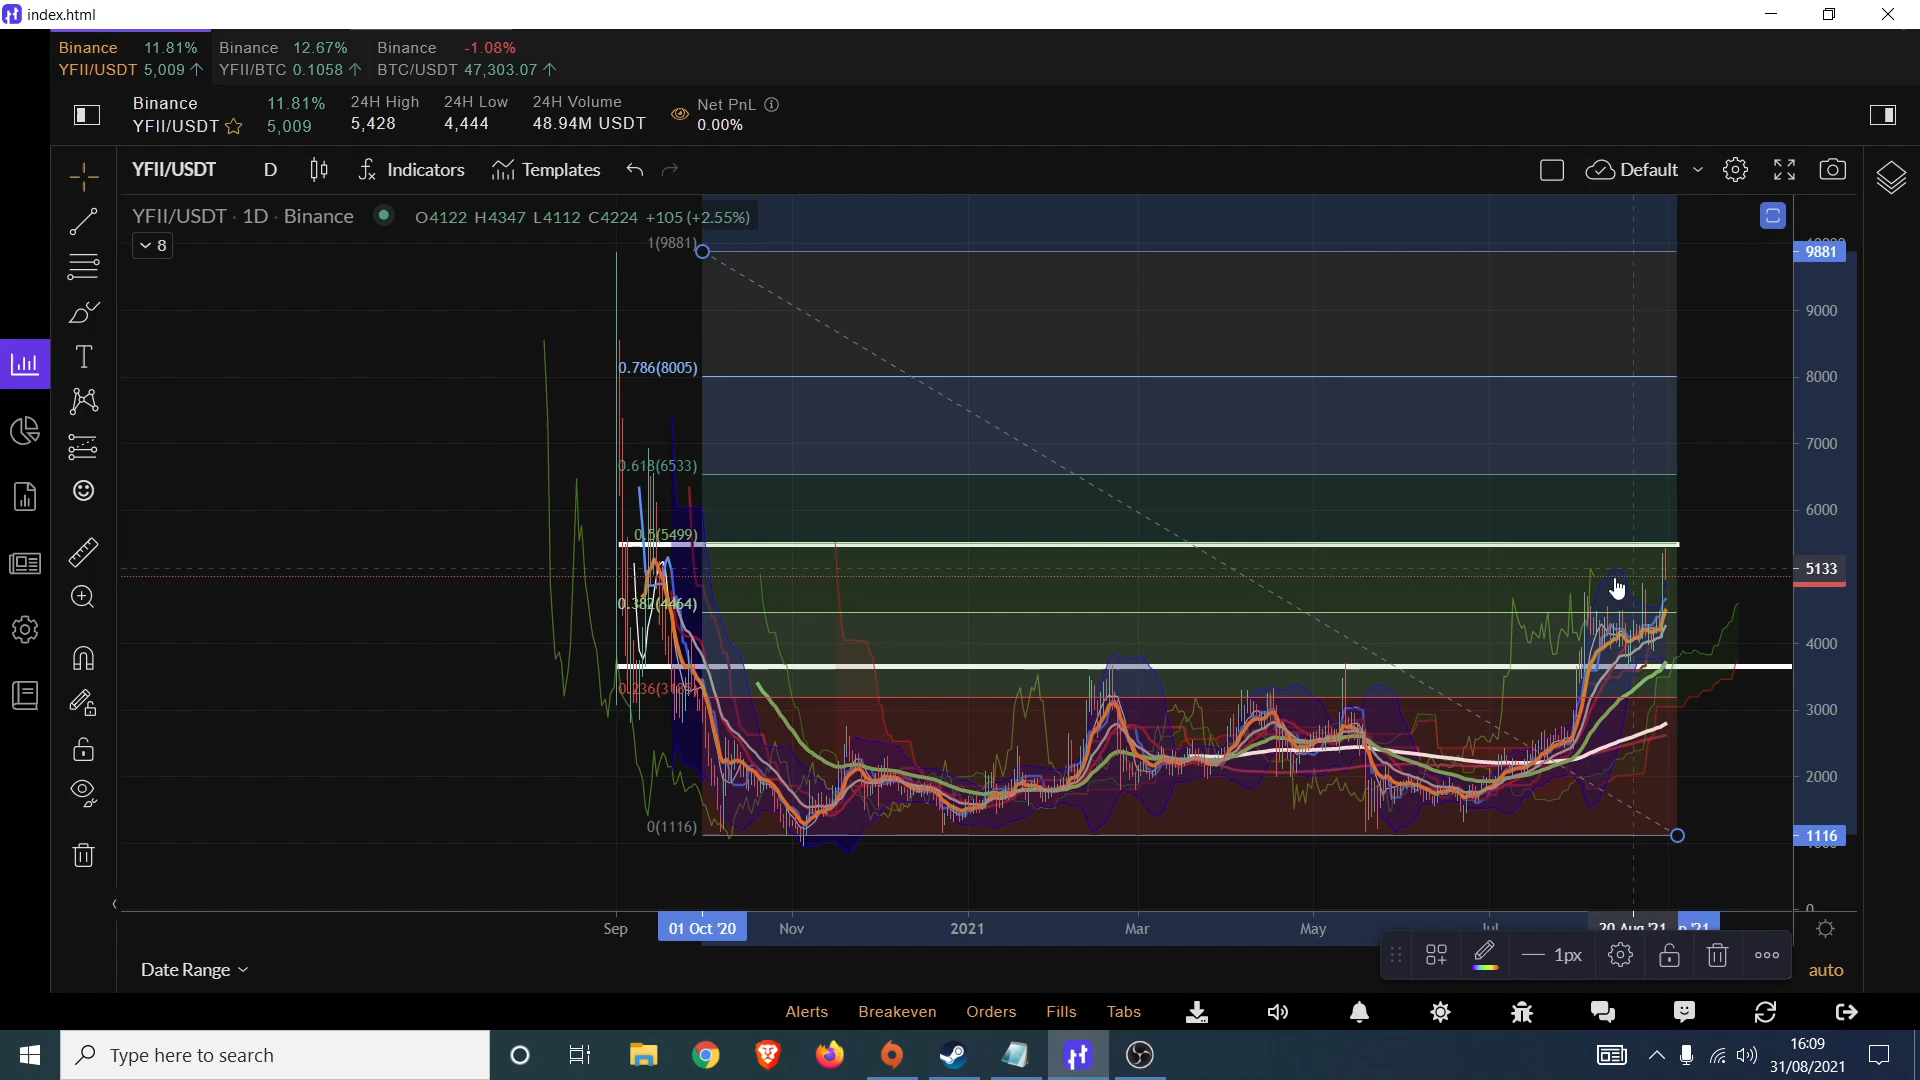 index.html
Binance 11.81% Binance 12.67% Binance -1.08%
YFII/USDT 5,009 ↑ YFII/BTC 0.1058 ↑ BTC/USDT 47,303.07 ↑
Binance 11.81% 24H High 24H Low 24H Volume Net PnL
YFII/USDT 5,009 5,428 4,444 48.94M USDT 0.00%
YFII/USDT D Indicators Templates Default
YFII/USDT · 1D · Binance O4122 H4347 L4112 C4224 +105 (+2.55%)
8
1(9881)
9881
9000
0.786(8005)
8000
7000
0.618(6533)
6000
0.5(5499)
5133
0.382(4464)
4000
3000
2000
0(1116)
1116
0
Sep 01 Oct '20 Nov 2021 Mar May Jul 20 Aug '21
Date Range 1px auto
Alerts Breakeven Orders Fills Tabs
Type here to search
16:09
31/08/2021